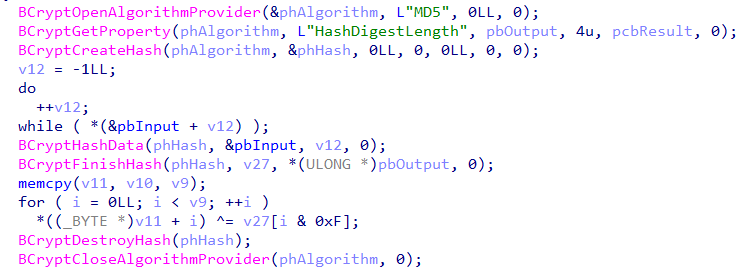 BCryptOpenAlgorithmProvider(&phAlgorithm, L"MD5", 0LL, 0);
BCryptGetProperty(phAlgorithm, L"HashDigestLength", pbOutput, 4u, pcbResult, 0);
BCryptCreateHash(phAlgorithm, &phHash, 0LL, 0, 0LL, 0, 0);
v12 = -1LL;
do
++v12;
while ( *(&pbInput + v12) );
BCryptHashData(phHash, &pbInput, v12, 0);
BCryptFinishHash(phHash, v27, *(ULONG *)pbOutput, 0);
memcpy(v11, v10, v9);
for ( i = 0LL; i < v9; ++i )
*((_BYTE *)v11 + i) ^= v27[i & 0xF];
BCryptDestroyHash(phHash);
BCryptCloseAlgorithmProvider(phAlgorithm, 0);